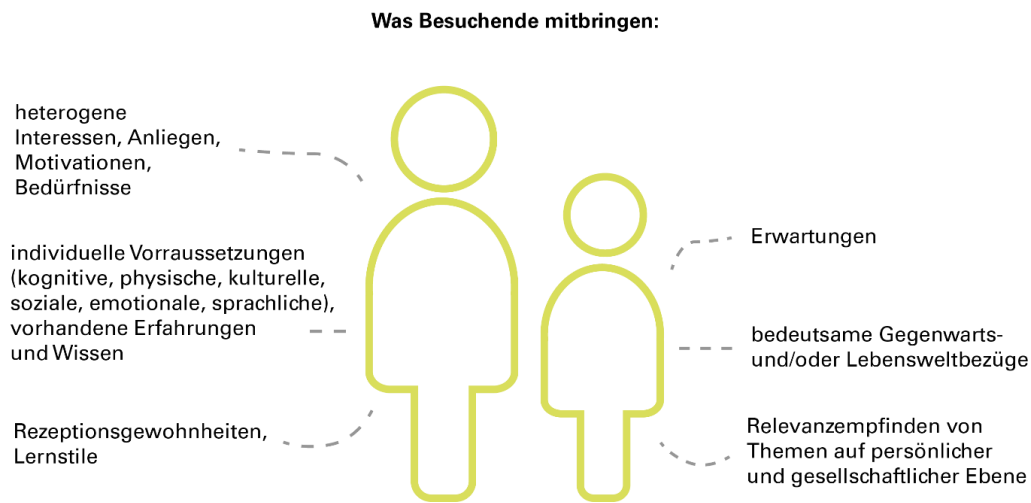 Was Besuchende mitbringen:
heterogene
Interessen, Anliegen,
Motivationen,
Bedürfnisse
individuelle Vorraussetzungen
(kognitive, physische, kulturelle,
soziale, emotionale, sprachliche),
vorhandene Erfahrungen
und Wissen
Rezeptionsgewohnheiten,
Lernstile
Erwartungen
bedeutsame Gegenwarts-
und/oder Lebensweltbezüge
Relevanzempfinden von
Themen auf persönlicher
und gesellschaftlicher Ebene